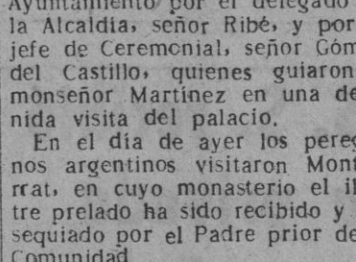 Ayuntamiento por el delegado
la Alcaldía, señor Ribé, y por
jefe de Ceremonial, señor Góm
del Castillo, quienes guiaron
monseñor Martínez en una de
nida visita del palacio.
En el día de ayer los pereg
nos argentinos visitaron Mont
rrat, en cuyo monasterio el il
tre prelado ha sido recibido y
sequiado por el Padre prior de
Comunidad